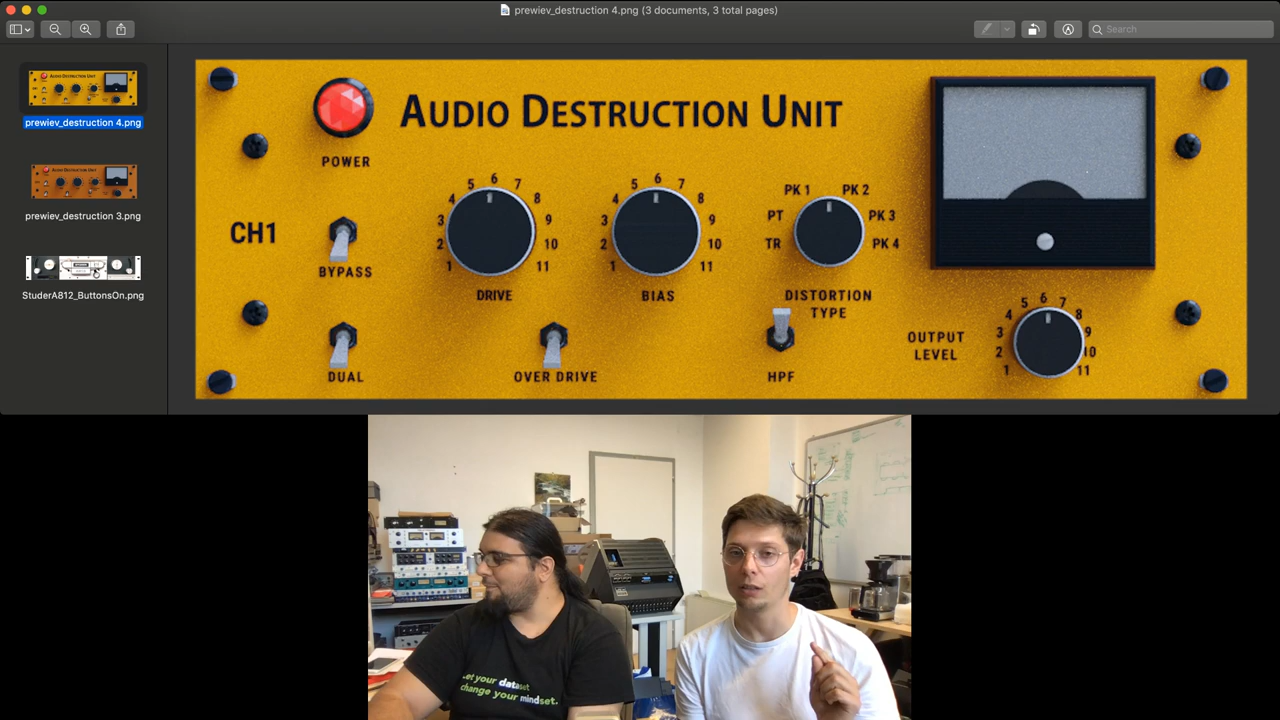 prewiev_destruction 4.png (3 documents, 3 total pages)
Search
prewiev_destruction 4.png
prewiev_destruction 3.png
StuderA812_ButtonsOn.png
AUDIO DESTRUCTION UNIT
POWER
CH1
BYPASS
DUAL
1 2 3 4 5 6 7 8 9 10 11
DRIVE
OVER DRIVE
1 2 3 4 5 6 7 8 9 10 11
BIAS
TR PT PK 1 PK 2 PK 3 PK 4
DISTORTION
TYPE
HPF
OUTPUT
LEVEL
1 2 3 4 5 6 7 8 9 10 11
Let your dataset
change your mindset.